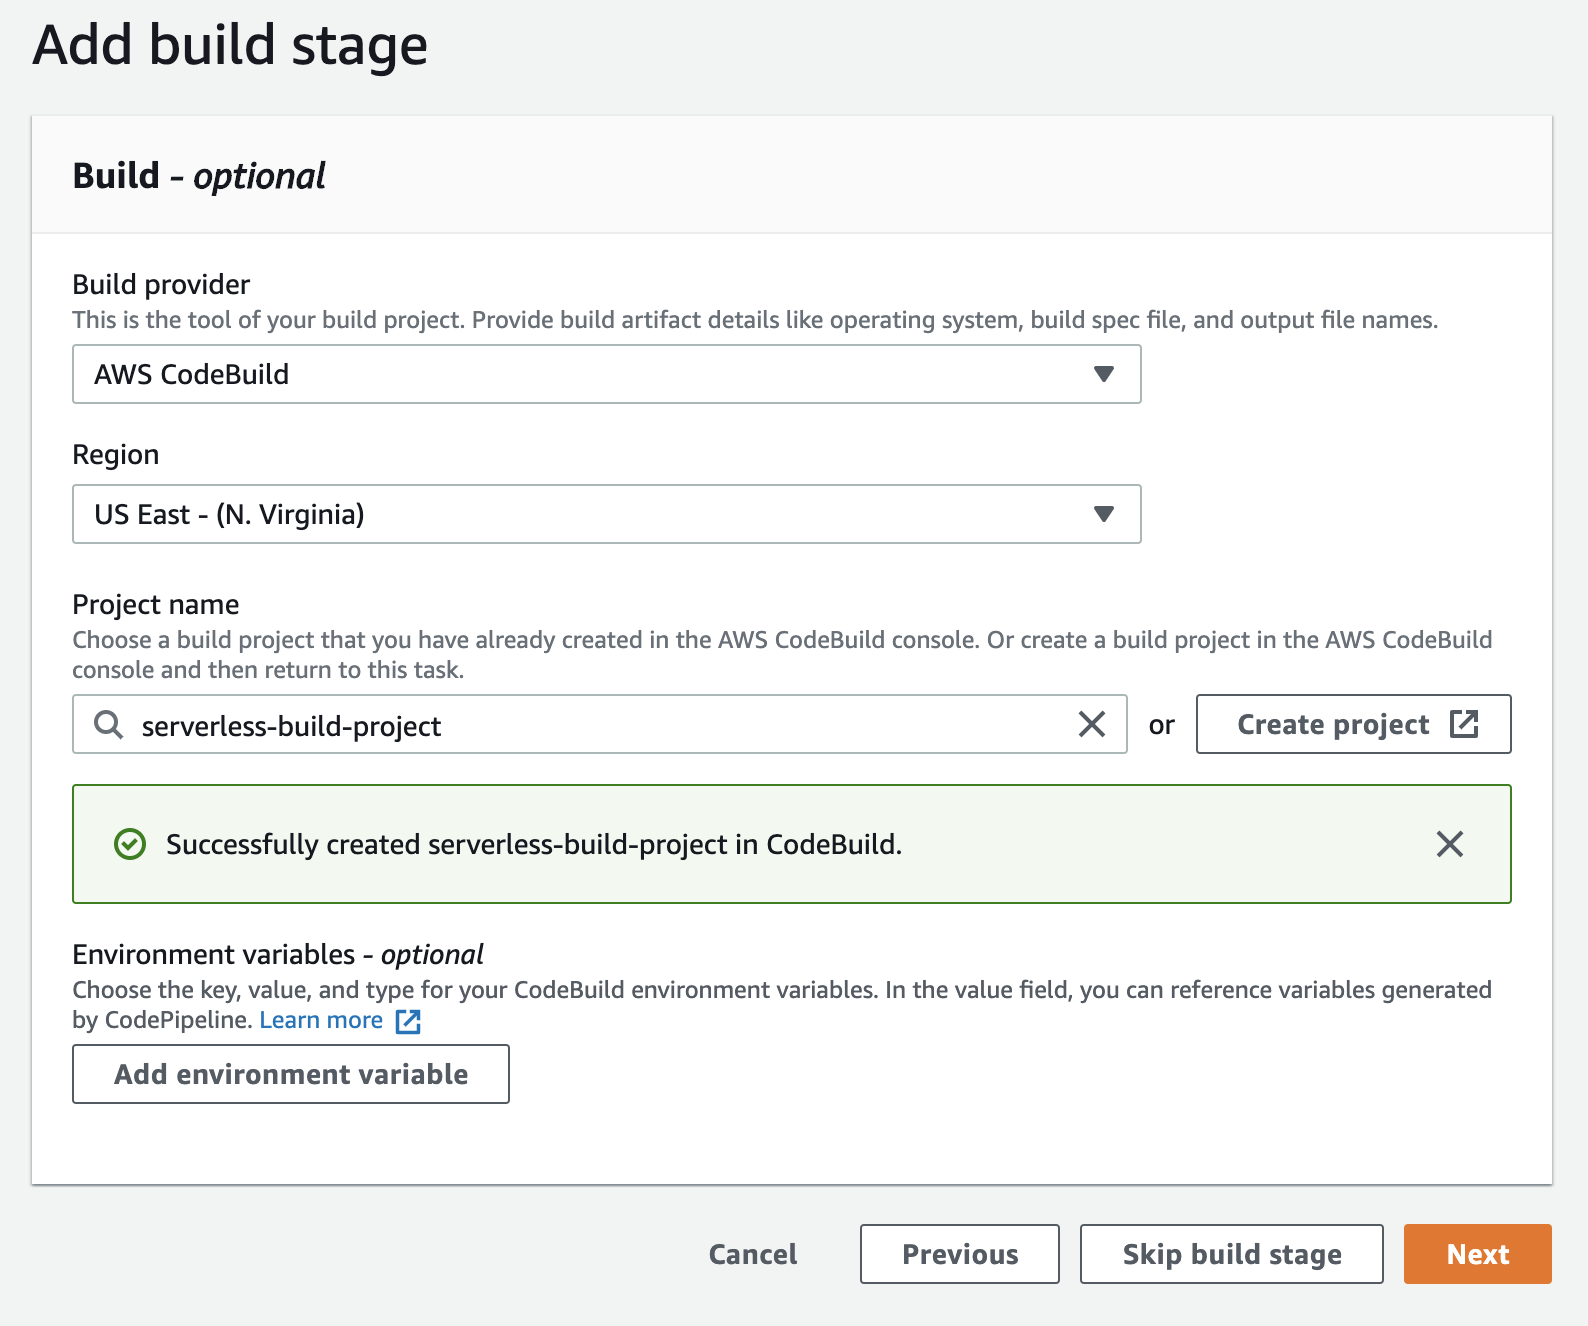 Add build stage
Build - optional
Build provider
This is the tool of your build project. Provide build artifact details like operating system, build spec file, and output file names.
AWS CodeBuild
Region
US East - (N. Virginia)
Project name
Choose a build project that you have already created in the AWS CodeBuild console. Or create a build project in the AWS CodeBuild
console and then return to this task.
serverless-build-project or Create project
Successfully created serverless-build-project in CodeBuild.
Environment variables - optional
Choose the key, value, and type for your CodeBuild environment variables. In the value field, you can reference variables generated
by CodePipeline. Learn more
Add environment variable
Cancel Previous Skip build stage Next